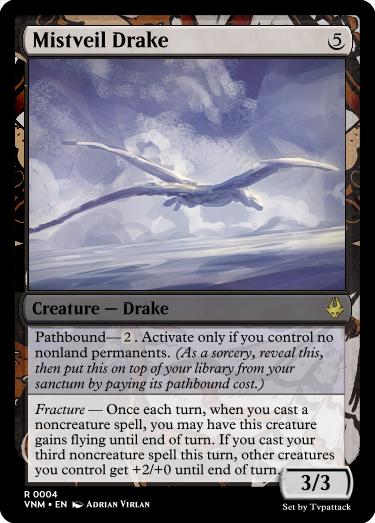 Mistveil Drake 5
Creature — Drake
Pathbound—2. Activate only if you control no
nonland permanents. (As a sorcery, reveal this,
then put this on top of your library from your
sanctum by paying its pathbound cost.)
Fracture — Once each turn, when you cast a
noncreature spell, you may have this creature
gains flying until end of turn. If you cast your
third noncreature spell this turn, other creatures
you control get +2/+0 until end of turn.
3/3
R 0004
VNM • EN Adrian Virlan
Set by Tvpattack